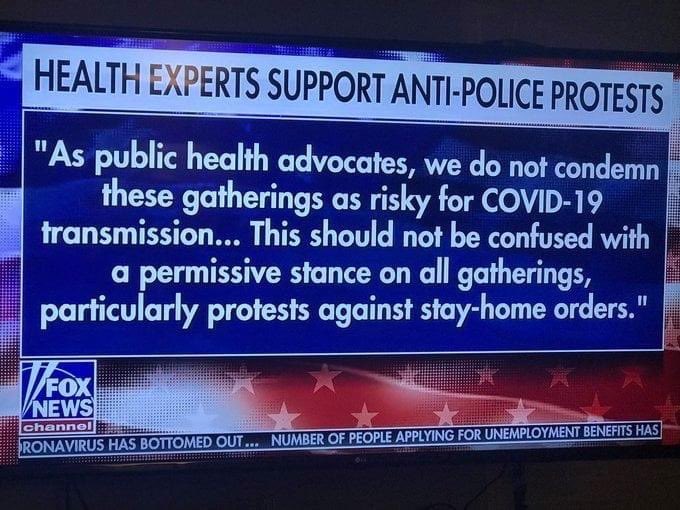 HEALTH EXPERTS SUPPORT ANTI-POLICE PROTESTS
"As public health advocates, we do not condemn
these gatherings as risky for COVID-19
transmission... This should not be confused with
a permissive stance on all gatherings,
particularly protests against stay-home orders."
FOX
NEWS
channel
RONAVIRUS HAS BOTTOMED OUT... NUMBER OF PEOPLE APPLYING FOR UNEMPLOYMENT BENEFITS HAS